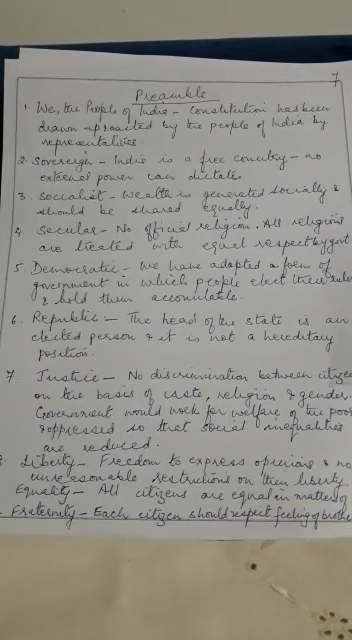 7
Preamble
1. We, the People of India - Constitution has been
drawn up & enacted by the people of India by
representatives.
2. Sovereign - India is a free country - no
external power can dictate
3. Socialist - Wealth is generated socially &
should be shared equally.
4. Secular - No official religion. All religions
are treated with equal respect by govt
5. Democratic - We have adopted a form of
government in which people elect their rulers
& hold them accountable.
6. Republic - The head of the state is an
elected person & it is not a hereditary
position.
7 Justice - No discrimination between citizens
on the basis of caste, religion & gender.
Government would work for welfare of the poor
& oppressed so that social inequalities
are reduced.
Liberty - Freedom to express opinions & no
unreasonable restrictions on their liberty
Equality - All citizens are equal in matters of
Fraternity - Each citizen should respect feeling of